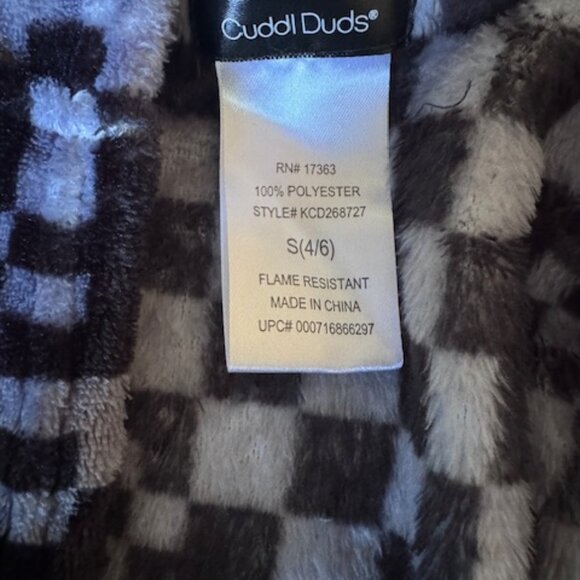 Cuddl Duds®
RN# 17363
100% POLYESTER
STYLE# KCD268727
S(4/6)
FLAME RESISTANT
MADE IN CHINA
UPC# 000716866297